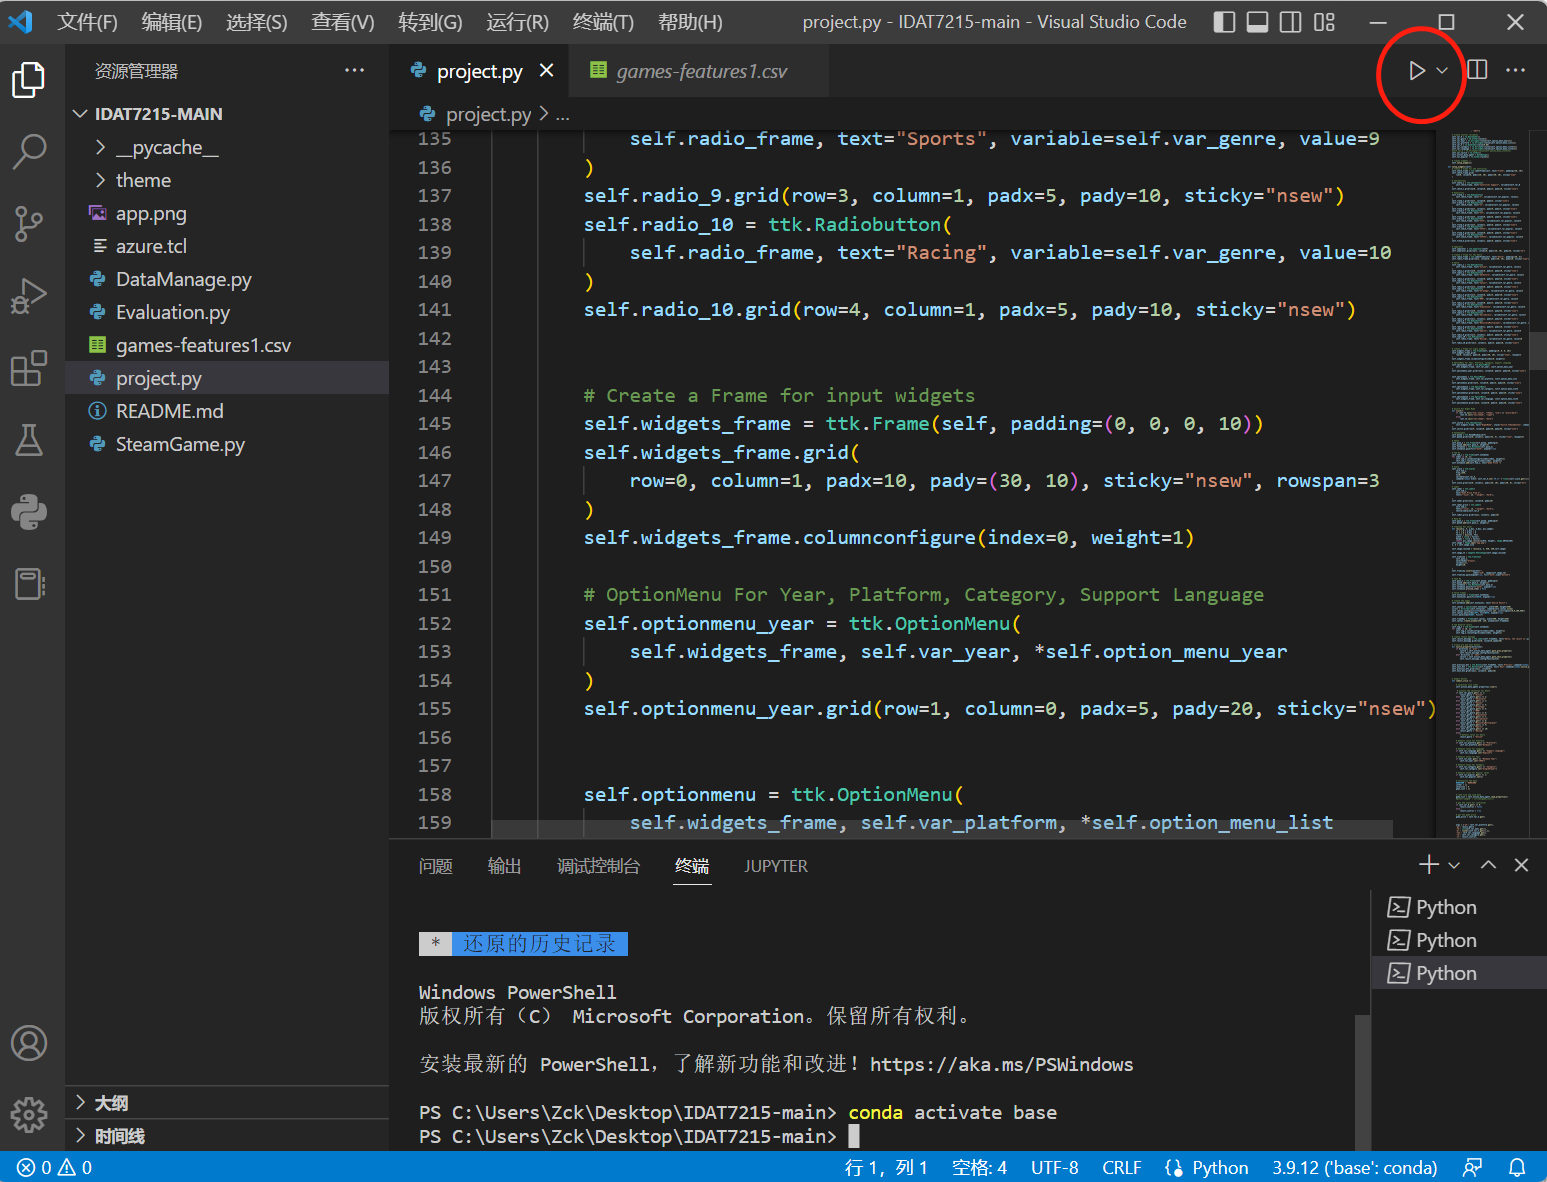 文件(F) 编辑(E) 选择(S) 查看(V) 转到(G) 运行(R) 终端(T) 帮助(H) project.py - IDAT7215-main - Visual Studio Code
资源管理器 ···
IDAT7215-MAIN
__pycache__
theme
app.png
azure.tcl
DataManage.py
Evaluation.py
games-features1.csv
project.py
README.md
SteamGame.py
大纲
时间线
project.py games-features1.csv
project.py > ...
135 self.radio_frame, text="Sports", variable=self.var_genre, value=9
136 )
137 self.radio_9.grid(row=3, column=1, padx=5, pady=10, sticky="nsew")
138 self.radio_10 = ttk.Radiobutton(
139 self.radio_frame, text="Racing", variable=self.var_genre, value=10
140 )
141 self.radio_10.grid(row=4, column=1, padx=5, pady=10, sticky="nsew")
142
143
144 # Create a Frame for input widgets
145 self.widgets_frame = ttk.Frame(self, padding=(0, 0, 0, 10))
146 self.widgets_frame.grid(
147 row=0, column=1, padx=10, pady=(30, 10), sticky="nsew", rowspan=3
148 )
149 self.widgets_frame.columnconfigure(index=0, weight=1)
150
151 # OptionMenu For Year, Platform, Category, Support Language
152 self.optionmenu_year = ttk.OptionMenu(
153 self.widgets_frame, self.var_year, *self.option_menu_year
154 )
155 self.optionmenu_year.grid(row=1, column=0, padx=5, pady=20, sticky="nsew")
156
157
158 self.optionmenu = ttk.OptionMenu(
159 self.widgets_frame, self.var_platform, *self.option_menu_list
问题 输出 调试控制台 终端 JUPYTER
* 还原的历史记录
Windows PowerShell
版权所有（C） Microsoft Corporation。保留所有权利。
安装最新的 PowerShell，了解新功能和改进！https://aka.ms/PSWindows
PS C:\Users\Zck\Desktop\IDAT7215-main> conda activate base
PS C:\Users\Zck\Desktop\IDAT7215-main>
Python
Python
Python
0 0 行 1，列 1 空格: 4 UTF-8 CRLF Python 3.9.12 ('base': conda)